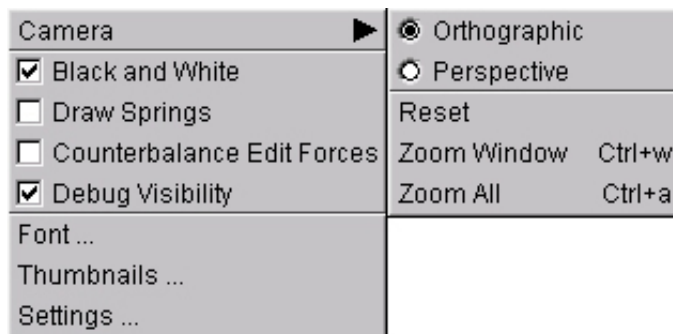 Camera
Black and White
Draw Springs
Counterbalance Edit Forces
Debug Visibility
Font ...
Thumbnails ...
Settings ...
Orthographic
Perspective
Reset
Zoom Window Ctrl+w
Zoom All Ctrl+a